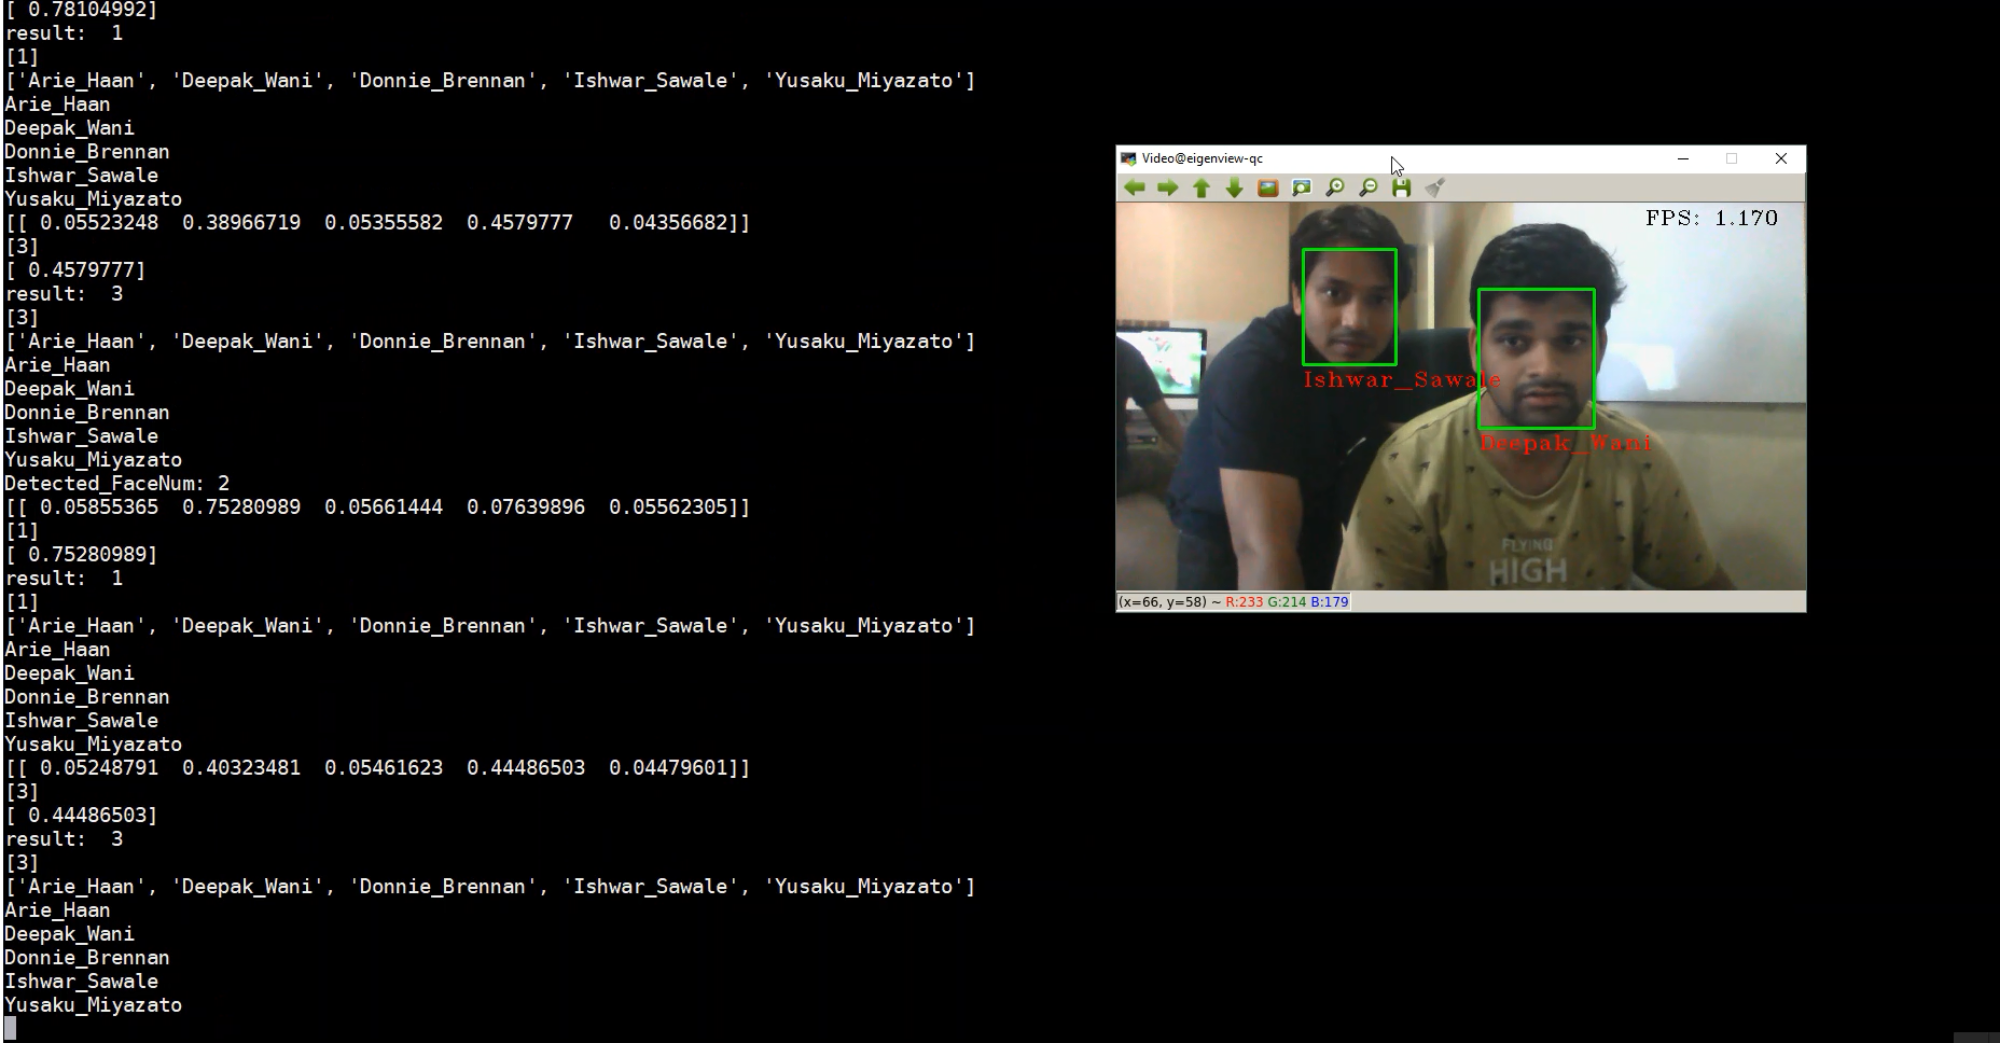 [ 0.78104992]
result:  1
[1]
['Arie_Haan', 'Deepak_Wani', 'Donnie_Brennan', 'Ishwar_Sawale', 'Yusaku_Miyazato']
Arie_Haan
Deepak_Wani
Donnie_Brennan
Ishwar_Sawale
Yusaku_Miyazato
[[ 0.05523248  0.38966719  0.05355582  0.4579777   0.04356682]]
[3]
[ 0.4579777]
result:  3
[3]
['Arie_Haan', 'Deepak_Wani', 'Donnie_Brennan', 'Ishwar_Sawale', 'Yusaku_Miyazato']
Arie_Haan
Deepak_Wani
Donnie_Brennan
Ishwar_Sawale
Yusaku_Miyazato
Detected_FaceNum: 2
[[ 0.05855365  0.75280989  0.05661444  0.07639896  0.05562305]]
[1]
[ 0.75280989]
result:  1
[1]
['Arie_Haan', 'Deepak_Wani', 'Donnie_Brennan', 'Ishwar_Sawale', 'Yusaku_Miyazato']
Arie_Haan
Deepak_Wani
Donnie_Brennan
Ishwar_Sawale
Yusaku_Miyazato
[[ 0.05248791  0.40323481  0.05461623  0.44486503  0.04479601]]
[3]
[ 0.44486503]
result:  3
[3]
['Arie_Haan', 'Deepak_Wani', 'Donnie_Brennan', 'Ishwar_Sawale', 'Yusaku_Miyazato']
Arie_Haan
Deepak_Wani
Donnie_Brennan
Ishwar_Sawale
Yusaku_Miyazato
Video@eigenview-qc
FPS: 1.170
Ishwar_Sawale
Deepak_Wani
FLYING
HIGH
(x=66, y=58) ~ R:233 G:214 B:179